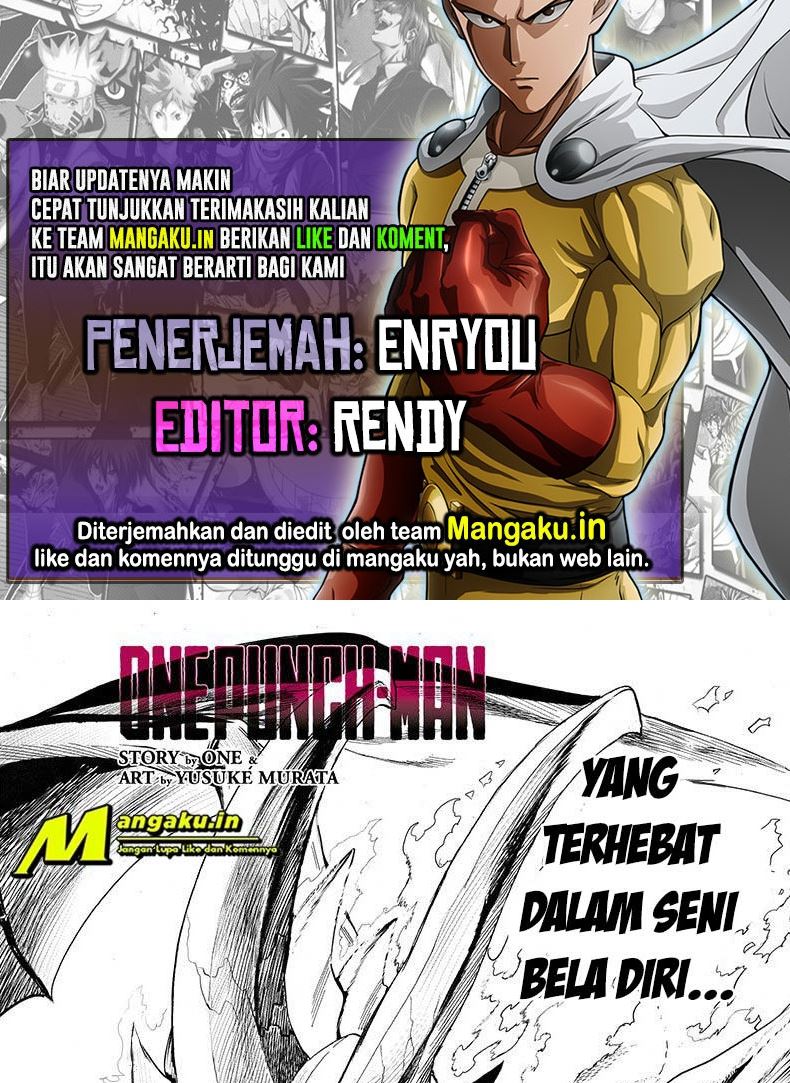 BIAR UPDATENYA MAKIN
CEPAT TUNJUKKAN TERIMAKASIH KALIAN
KE TEAM MANGAKU.in BERIKAN LIKE DAN KOMENT,
ITU AKAN SANGAT BERARTI BAGI KAMI
PENERJEMAH: ENRYOU
EDITOR: RENDY
Diterjemahkan dan diedit oleh team Mangaku.in
like dan komennya ditunggu di mangaku yah, bukan web lain.
ONEPUNCH-MAN
STORY by ONE &
ART by YUSUKE MURATA
Mangaku.in
Jangan Lupa Like dan Komennya
YANG
TERHEBAT
DALAM SENI
BELA DIRI...